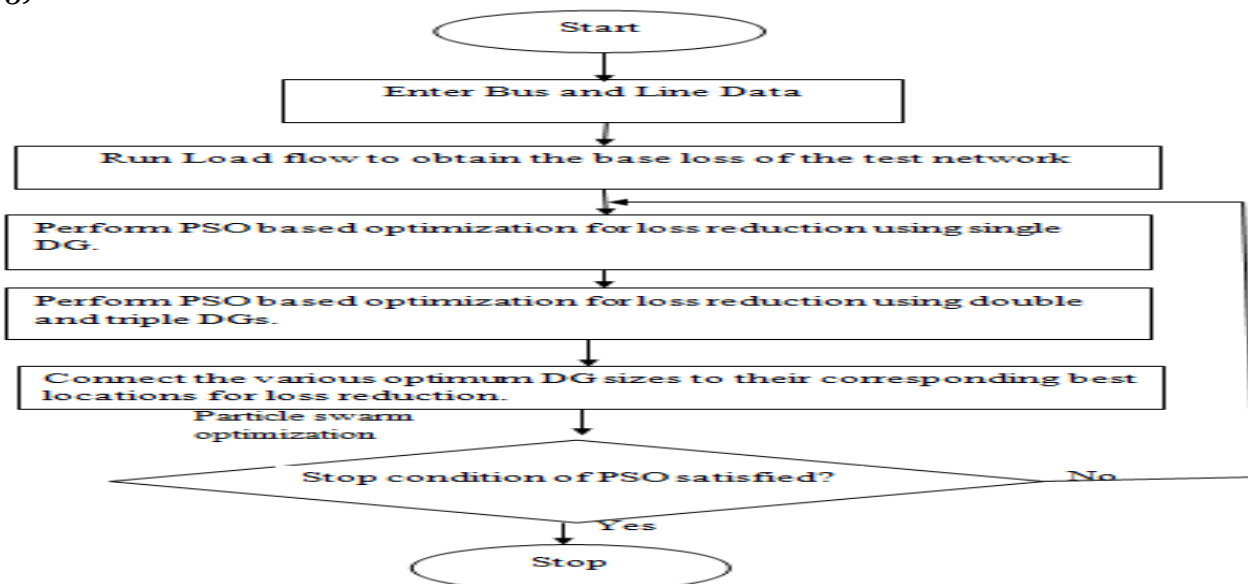 Start
Enter Bus and Line Data
Run Load flow to obtain the base loss of the test network
Perform PSO based optimization for loss reduction using single
DG.
Perform PSO based optimization for loss reduction using double
and triple DGs.
Connect the various optimum DG sizes to their corresponding best
locations for loss reduction.
Particle swarm
optimization
Stop condition of PSO satisfied?
No
Yes
Stop